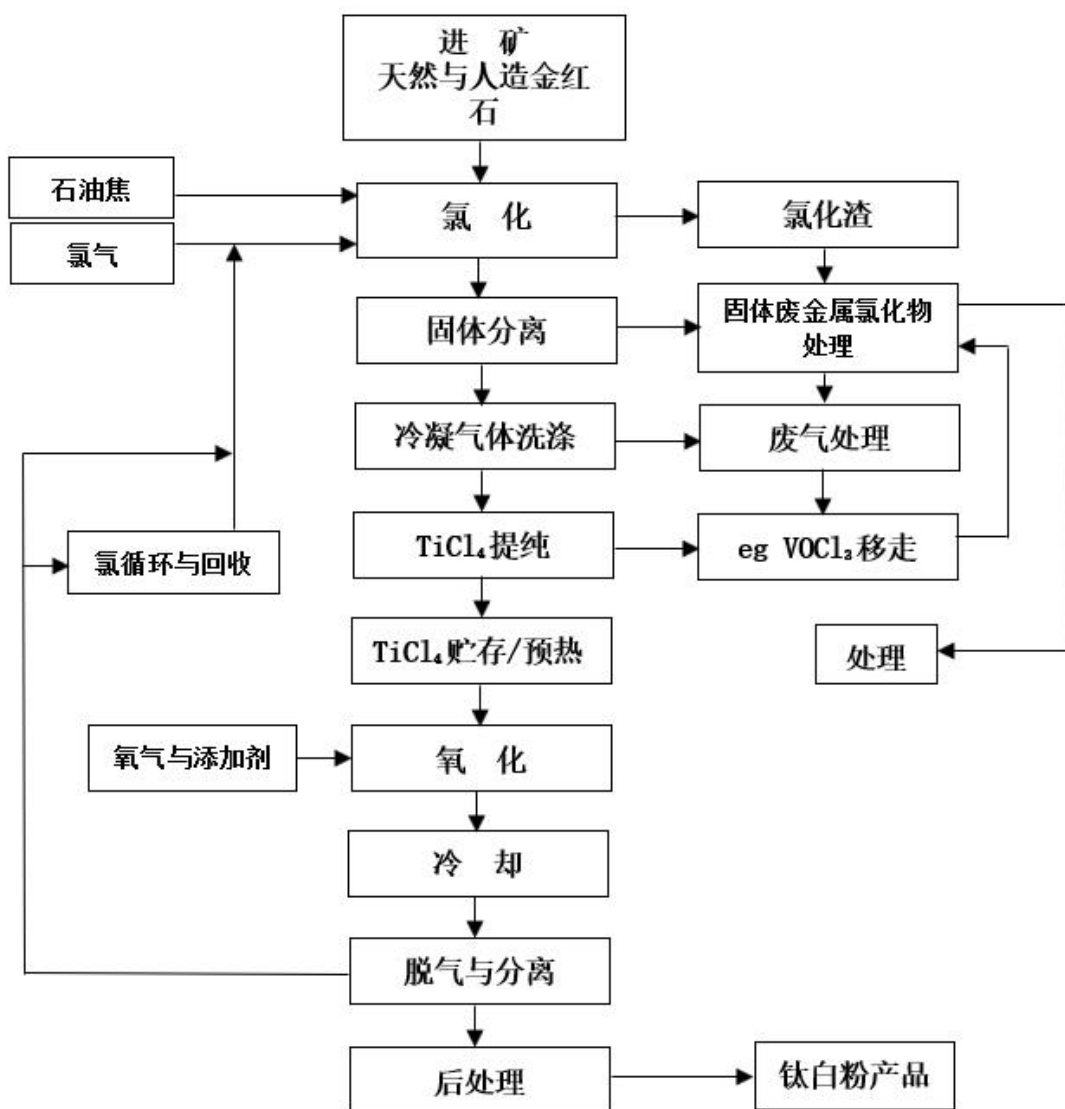 进 矿
天然与人造金红
石
石油焦
氯 化
氯化渣
氯气
固体分离
固体废金属氯化物
处理
冷凝气体洗涤
废气处理
氯循环与回收
TiCl₄提纯
eg VOCl₃移走
TiCl₄贮存/预热
处理
氧气与添加剂
氧 化
冷 却
脱气与分离
后处理
钛白粉产品